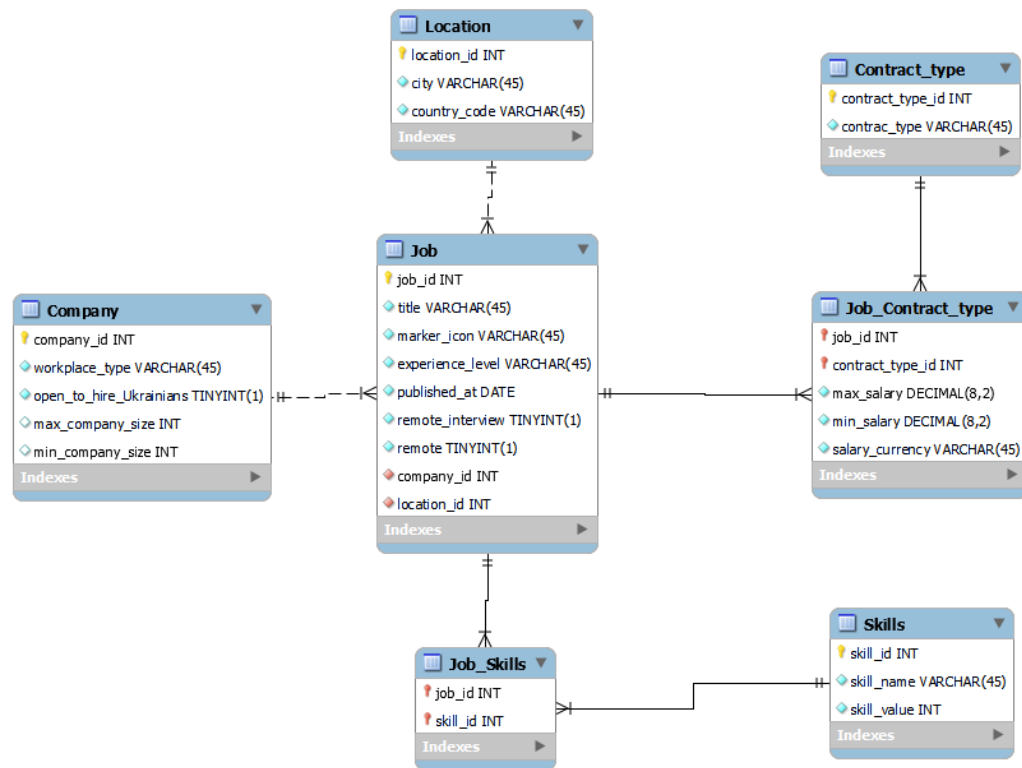 Location
location_id INT
city VARCHAR(45)
country_code VARCHAR(45)
Indexes
Contract_type
contract_type_id INT
contrac_type VARCHAR(45)
Indexes
Job
job_id INT
title VARCHAR(45)
marker_icon VARCHAR(45)
experience_level VARCHAR(45)
published_at DATE
remote_interview TINYINT(1)
remote TINYINT(1)
company_id INT
location_id INT
Indexes
Company
company_id INT
workplace_type VARCHAR(45)
open_to_hire_Ukrainians TINYINT(1)
max_company_size INT
min_company_size INT
Indexes
Job_Contract_type
job_id INT
contract_type_id INT
max_salary DECIMAL(8,2)
min_salary DECIMAL(8,2)
salary_currency VARCHAR(45)
Indexes
Job_Skills
job_id INT
skill_id INT
Indexes
Skills
skill_id INT
skill_name VARCHAR(45)
skill_value INT
Indexes